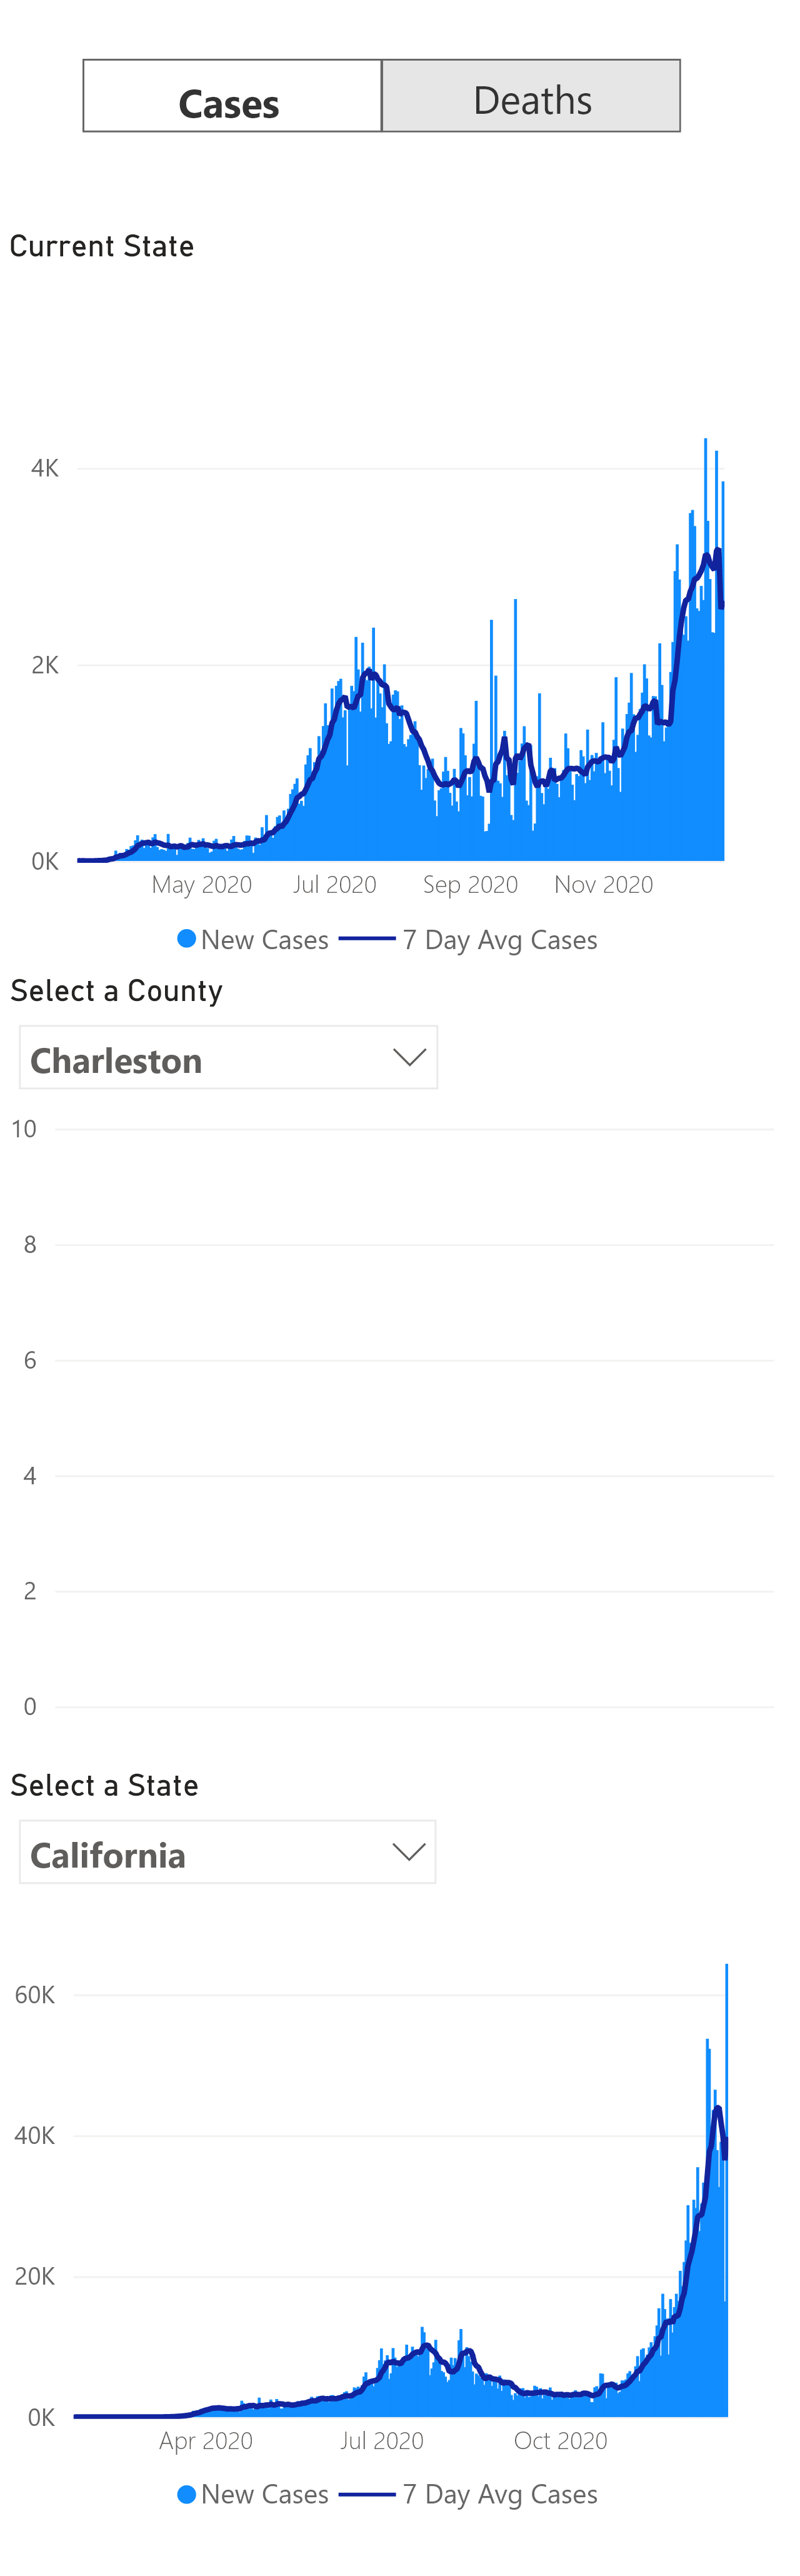 Cases Deaths
Current State
4K
2K
0K
May 2020 Jul 2020 Sep 2020 Nov 2020
New Cases 7 Day Avg Cases
Select a County
Charleston
10
8
6
4
2
0
Select a State
California
60K
40K
20K
0K
Apr 2020 Jul 2020 Oct 2020
New Cases 7 Day Avg Cases